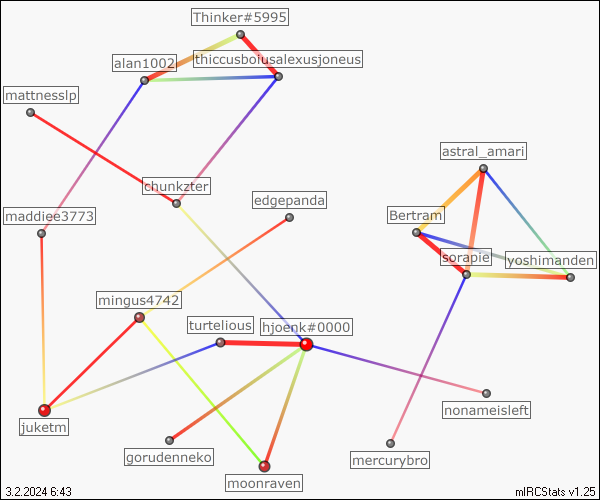 Thinker#5995
alan1002
thiccusboiusalexusjoneus
mattnesslp
astral_amari
chunkzter
edgepanda
maddiee3773
Bertram
sorapie
yoshimanden
mingus4742
turtelious
hjoenk#0000
juketm
nonameisleft
gorudenneko
mercurybro
moonraven
3.2.2024 6:43
mIRCStats v1.25